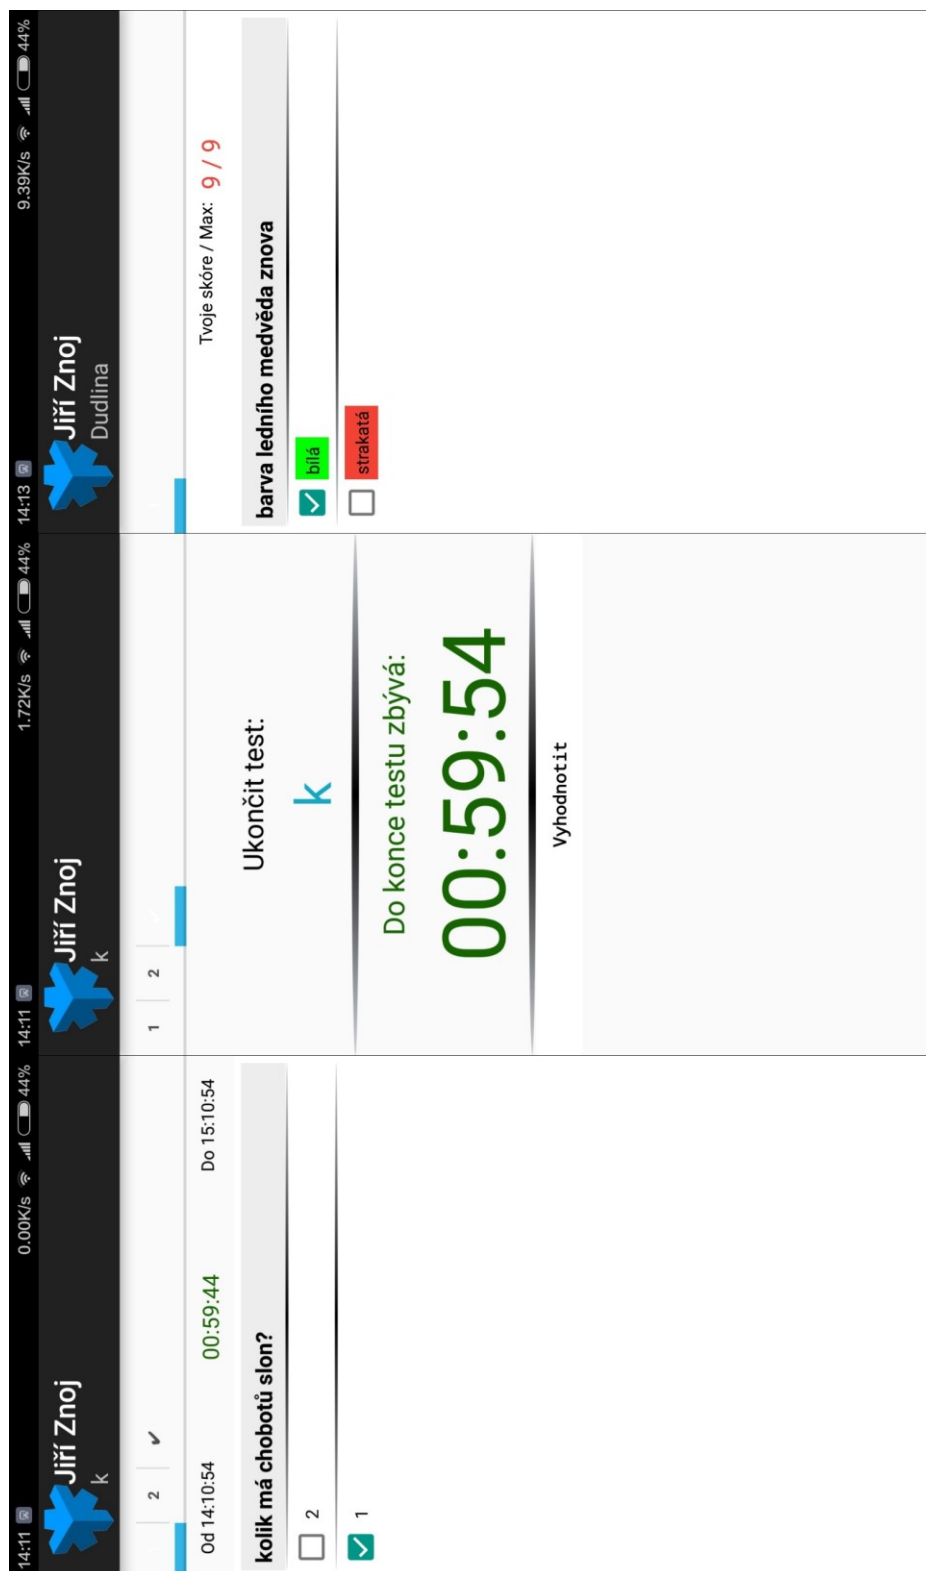 14:11 0.00K/s 44%
Jiří Znoj
k
1 2 ✓
Od 14:10:54 00:59:44 Do 15:10:54
kolik má chobotů slon?
2
1
14:11 1.72K/s 44%
Jiří Znoj
k
1 2 ✓
Ukončit test:
k
Do konce testu zbývá:
00:59:54
Vyhodnotit
14:13 9.39K/s 44%
Jiří Znoj
Dudlina
Tvoje skóre / Max: 9 / 9
barva ledního medvěda znova
bílá
strakatá